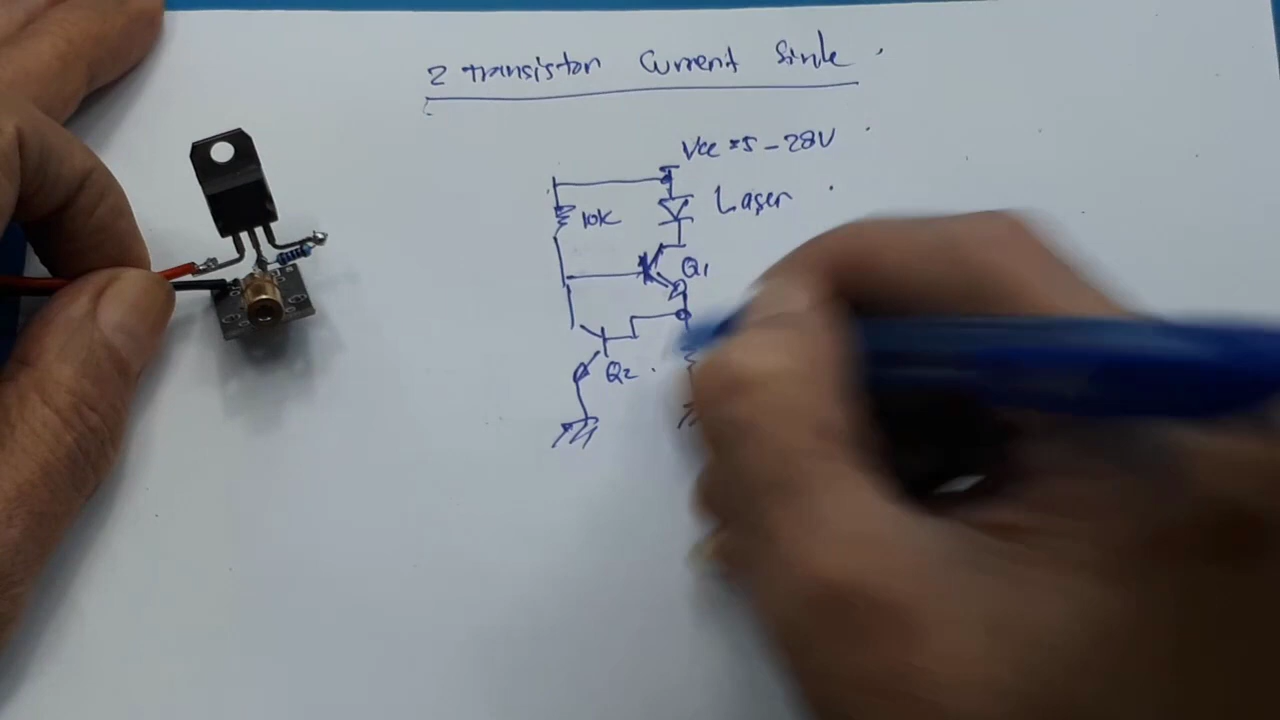 2 transistor Current Sink.
Vcc = 5 - 28V
Laser
10K
Q1
Q2